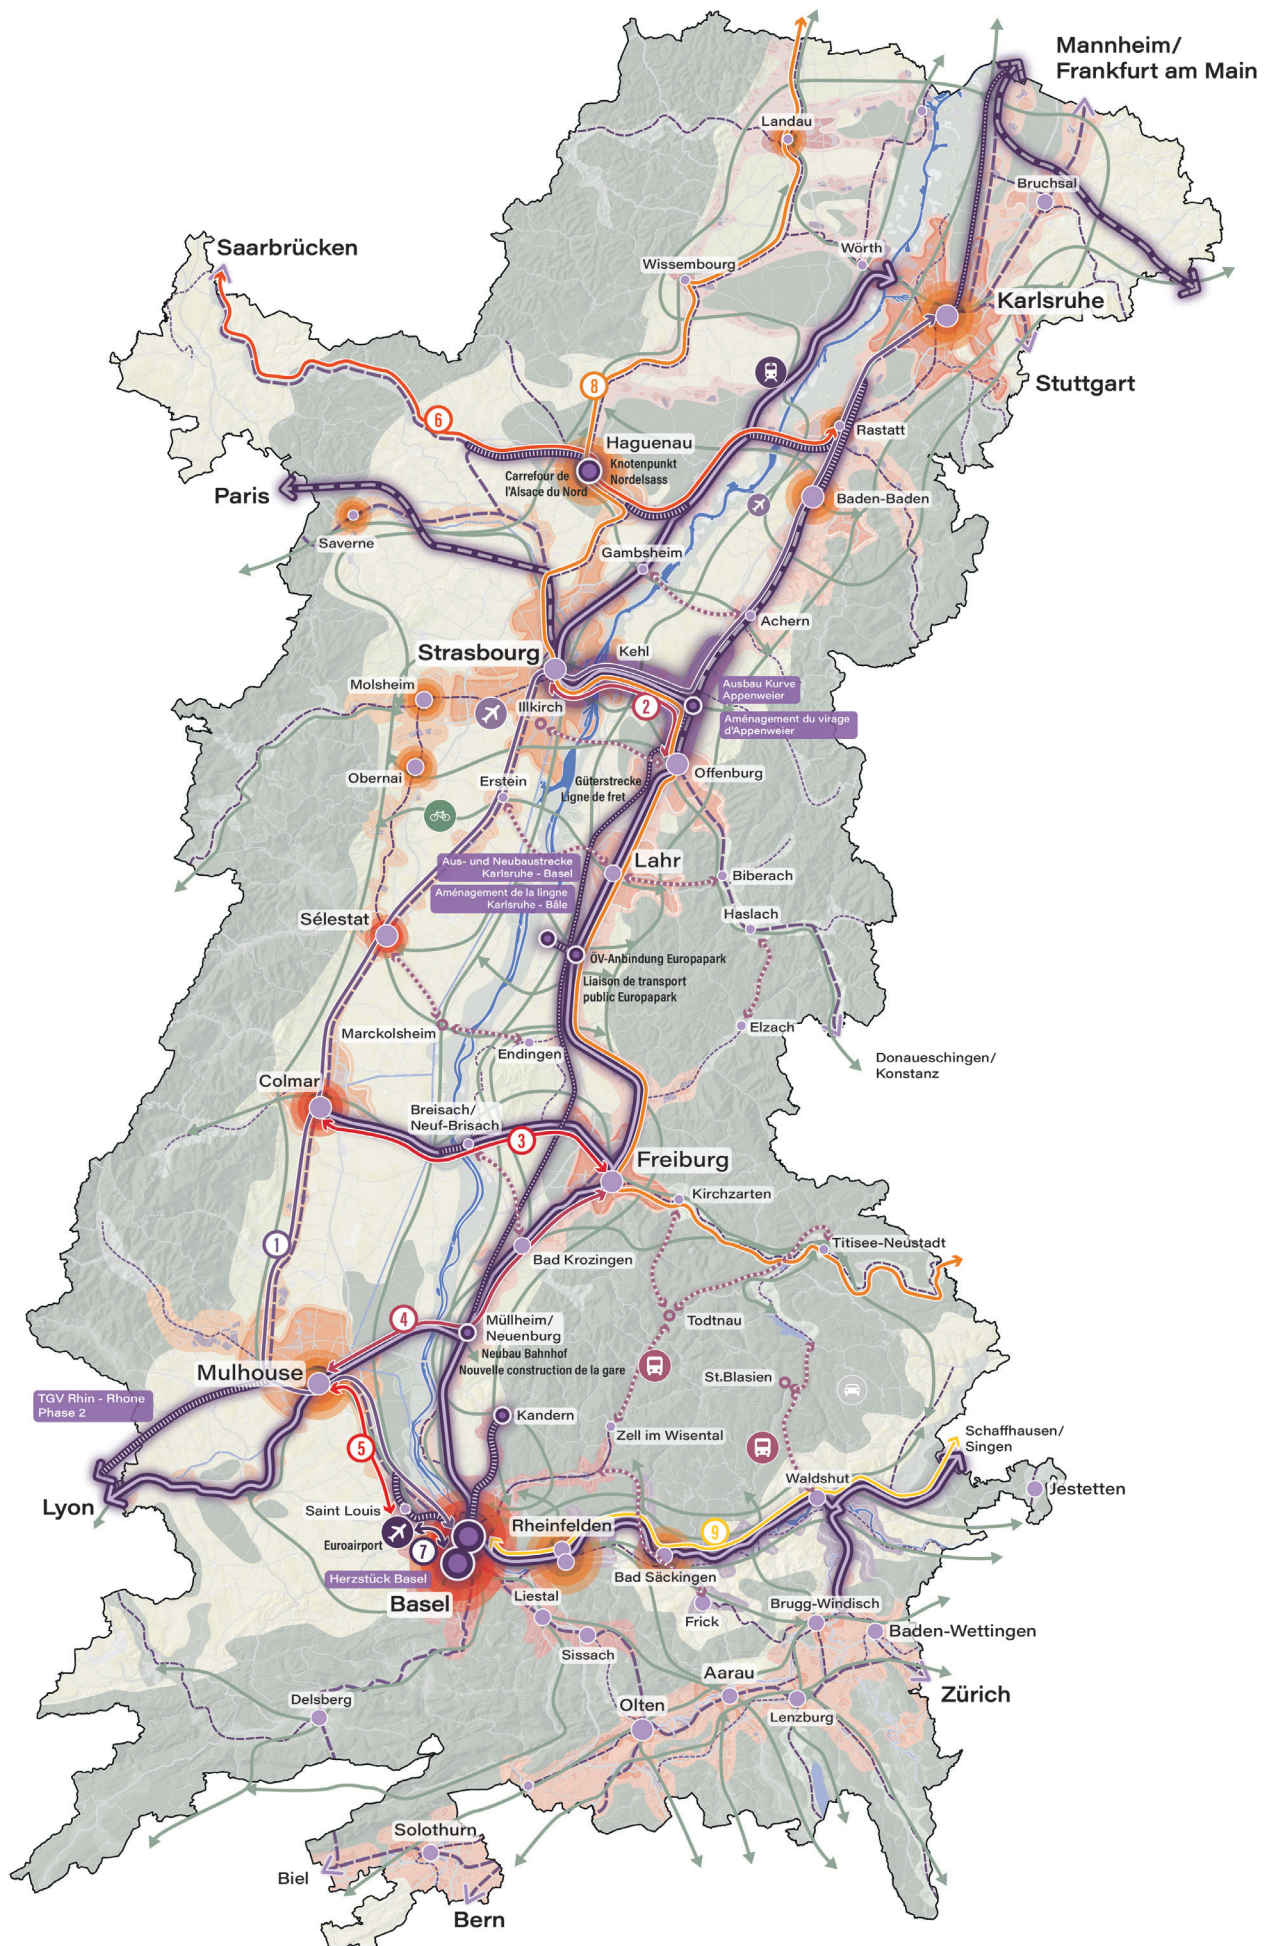 Mannheim/
Frankfurt am Main
Landau
Bruchsal
Wörth
Saarbrücken
Wissembourg
Karlsruhe
Stuttgart
8
6
Rastatt
Haguenau
Carrefour de
l'Alsace du Nord
Knotenpunkt
Nordelsass
Paris
Baden-Baden
Saverne
Gambsheim
Achern
Strasbourg
Kehl
Molsheim
Ausbau Kurve
Appenweier
Illkirch
2
Aménagement du virage
d'Appenweier
Obernai
Offenburg
Erstein
Güterstrecke
Ligne de fret
Lahr
Aus- und Neubaustrecke
Karlsruhe - Basel
Biberach
Aménagement de la lingne
Karlsruhe - Bâle
Haslach
Sélestat
ÖV-Anbindung Europapark
Liaison de transport
public Europapark
Marckolsheim
Elzach
Endingen
Donaueschingen/
Konstanz
Colmar
Breisach/
Neuf-Brisach
3
Freiburg
Kirchzarten
1
Titisee-Neustadt
Bad Krozingen
4
Müllheim/
Neuenburg
Neubau Bahnhof
Nouvelle construction de la gare
Todtnau
Mulhouse
St.Blasien
TGV Rhin - Rhone
Phase 2
Kandern
Zell im Wisental
5
Schaffhausen/
Singen
Lyon
Waldshut
Jestetten
Saint Louis
Rheinfelden
9
Euroairport
7
Herzstück Basel
Bad Säckingen
Basel
Liestal
Frick
Brugg-Windisch
Baden-Wettingen
Sissach
Aarau
Zürich
Delsberg
Olten
Lenzburg
Solothurn
Biel
Bern